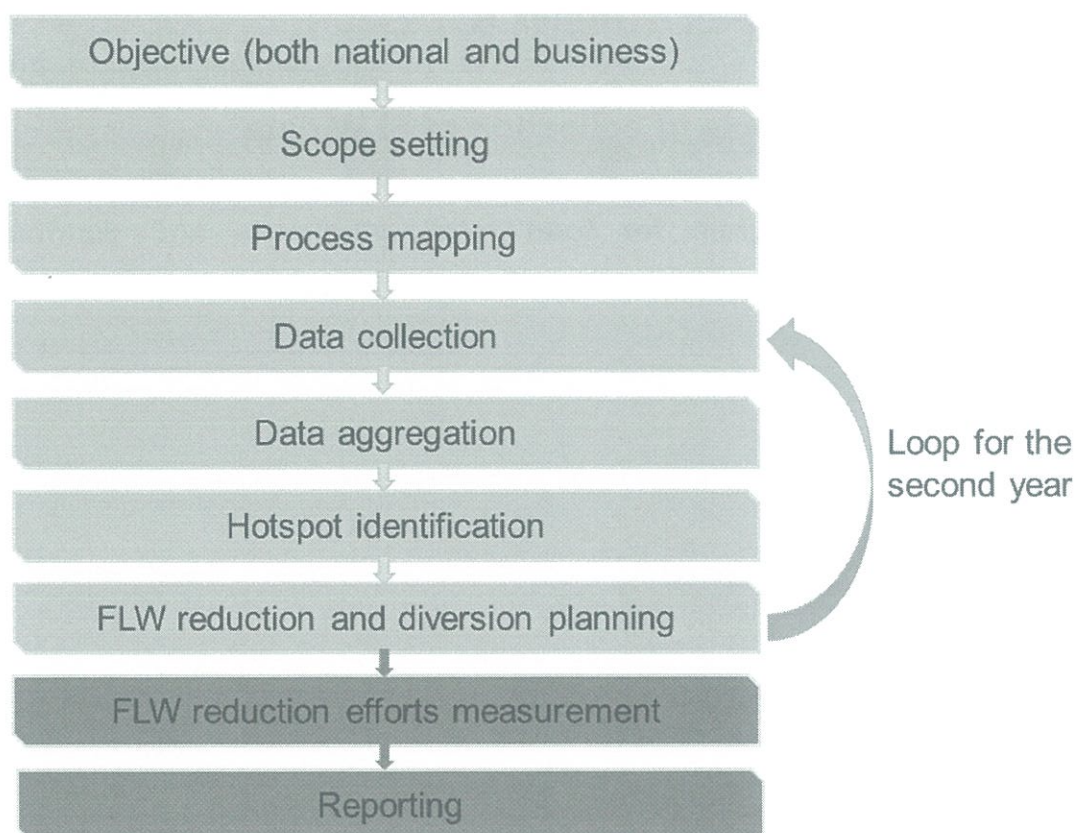 Objective (both national and business)
Scope setting
Process mapping
Data collection
Data aggregation
Hotspot identification
FLW reduction and diversion planning
FLW reduction efforts measurement
Reporting
Loop for the
second year